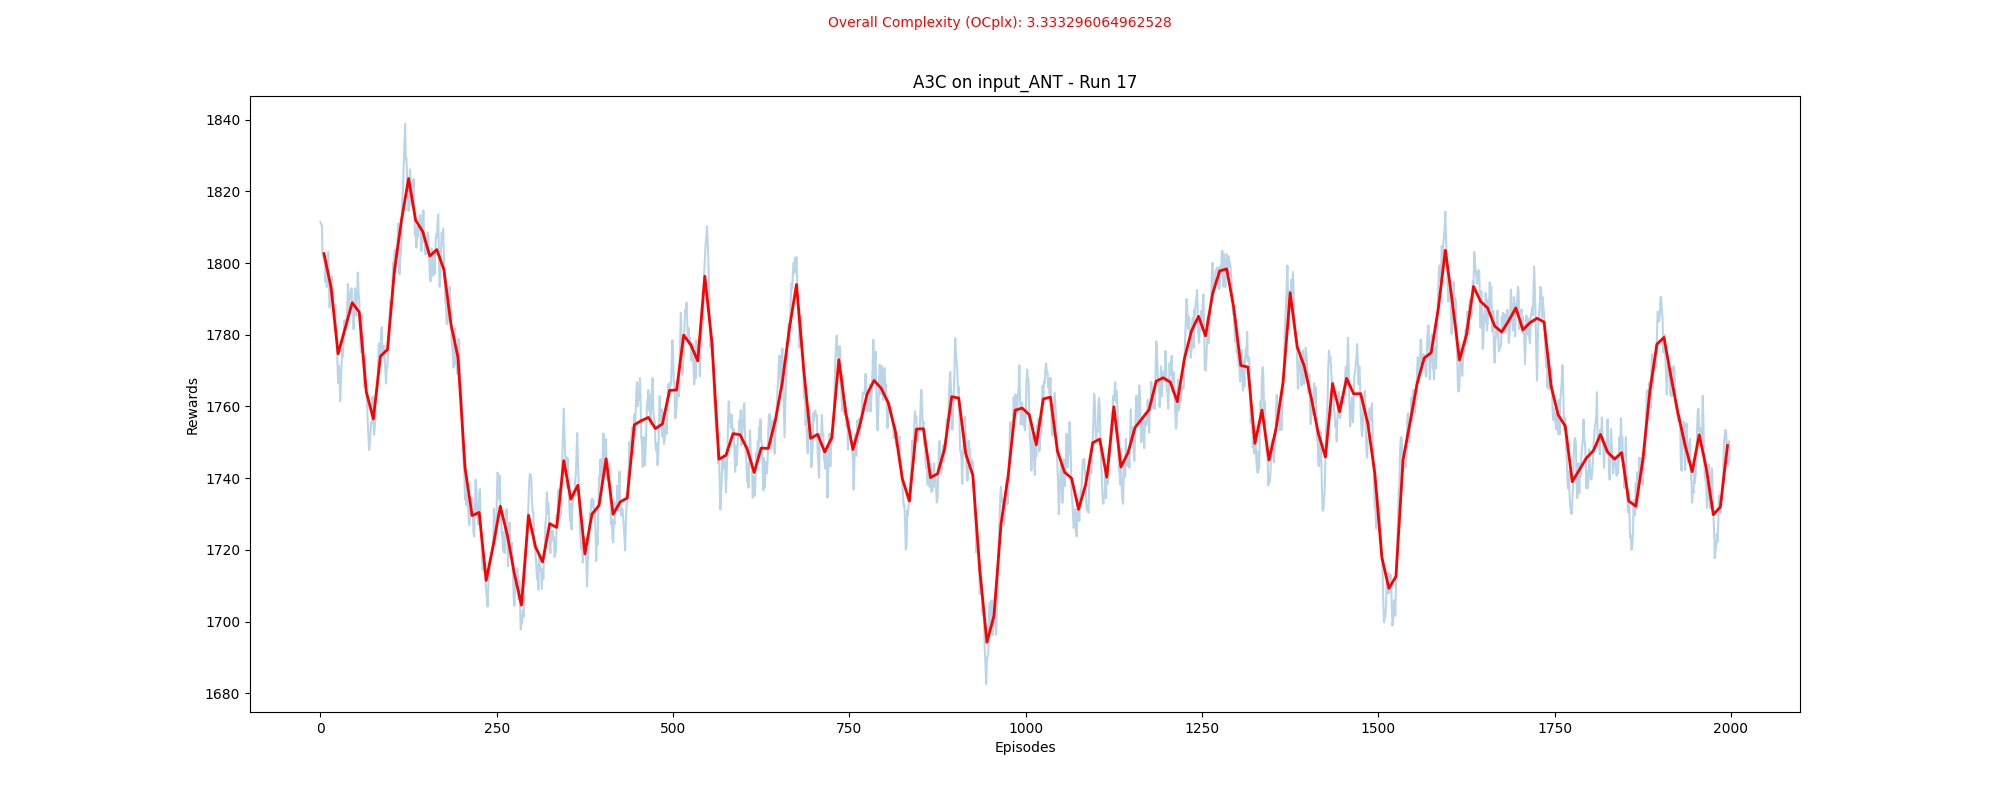 Overall Complexity (OCplx): 3.333296064962528
A3C on input_ANT - Run 17
Rewards
1840
1820
1800
1780
1760
1740
1720
1700
1680
0 250 500 750 1000 1250 1500 1750 2000
Episodes